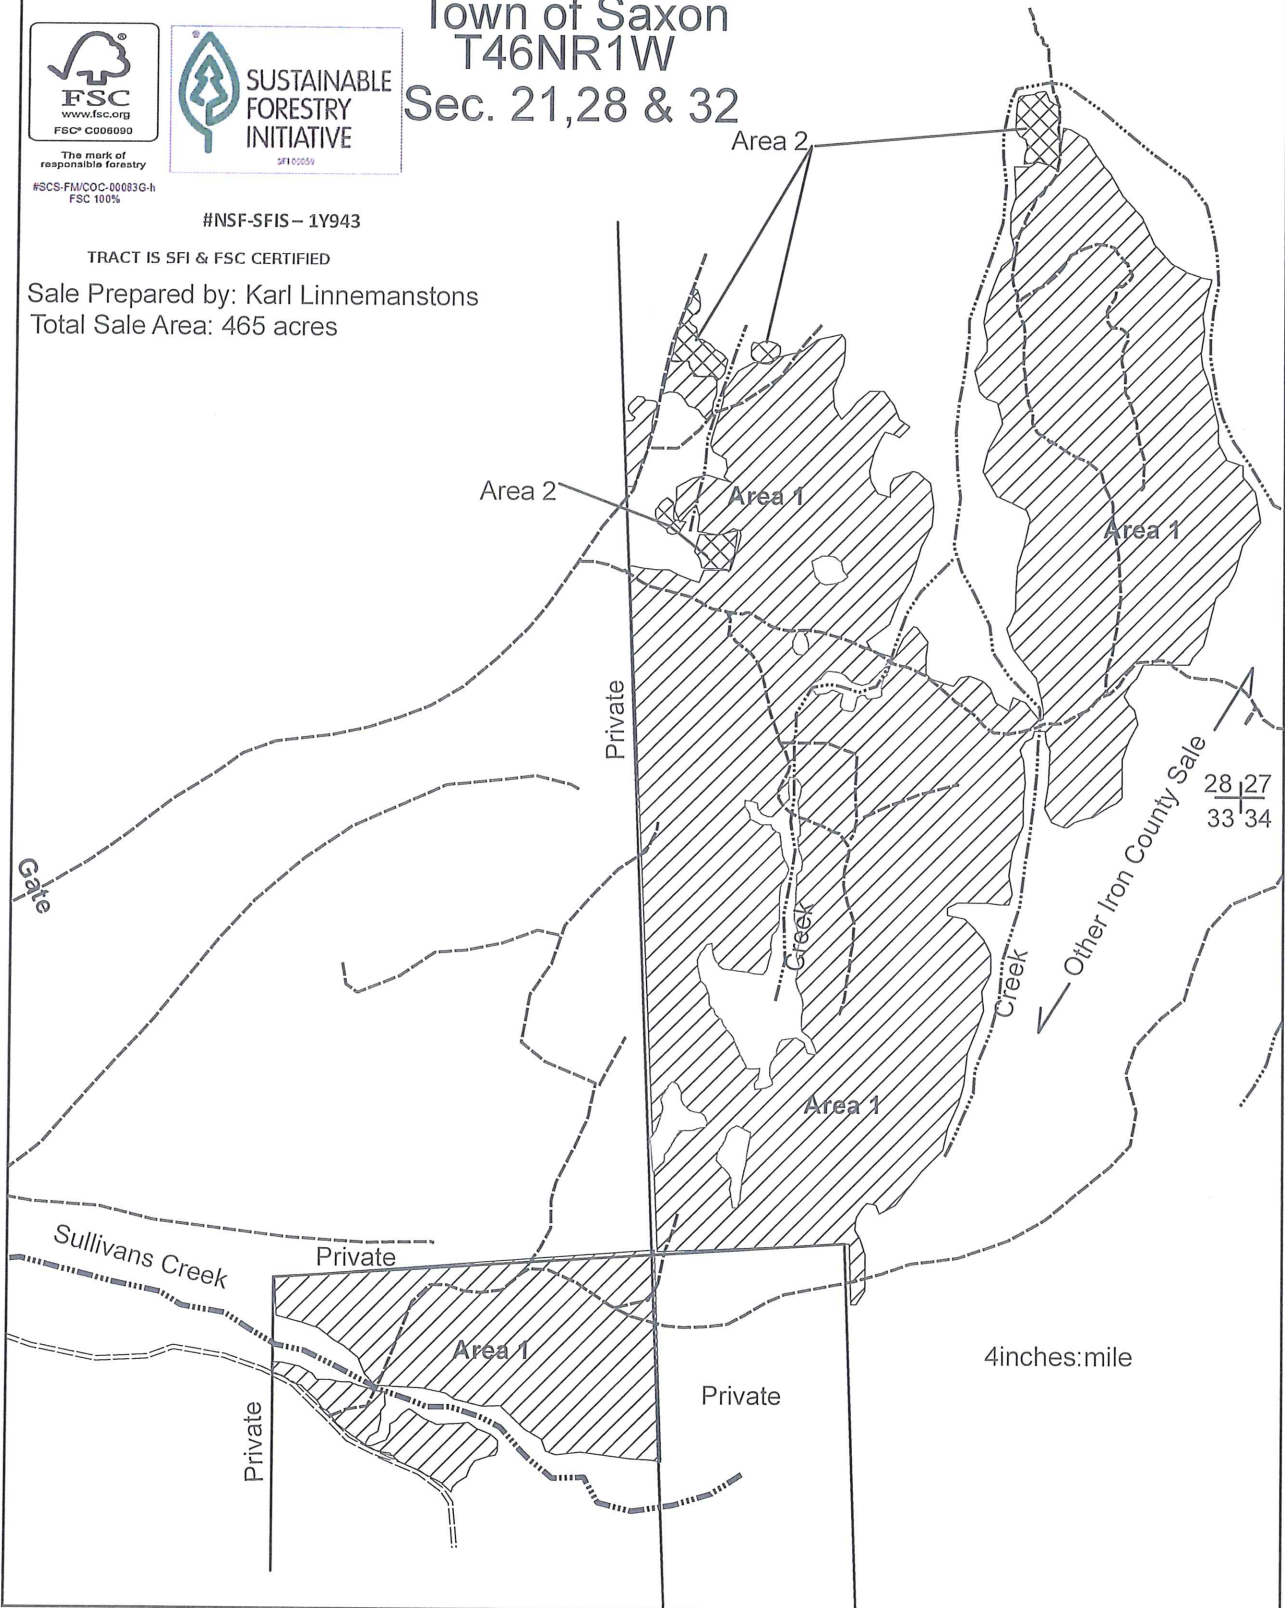 Town of Saxon
T46NR1W
Sec. 21,28 & 32
FSC
www.fsc.org
FSC® C006090
The mark of
responsible forestry
#SCS-FM/COC-00083G-h
FSC 100%
®
SUSTAINABLE
FORESTRY
INITIATIVE
SFI 00059
#NSF-SFIS– 1Y943
TRACT IS SFI & FSC CERTIFIED
Sale Prepared by: Karl Linnemanstons
Total Sale Area: 465 acres
Area 2
Area 2
Area 1
Area 1
Private
28 27
33 34
Other Iron County Sale
Gate
Creek
Creek
Area 1
Sullivans Creek
Private
Area 1
4inches:mile
Private
Private